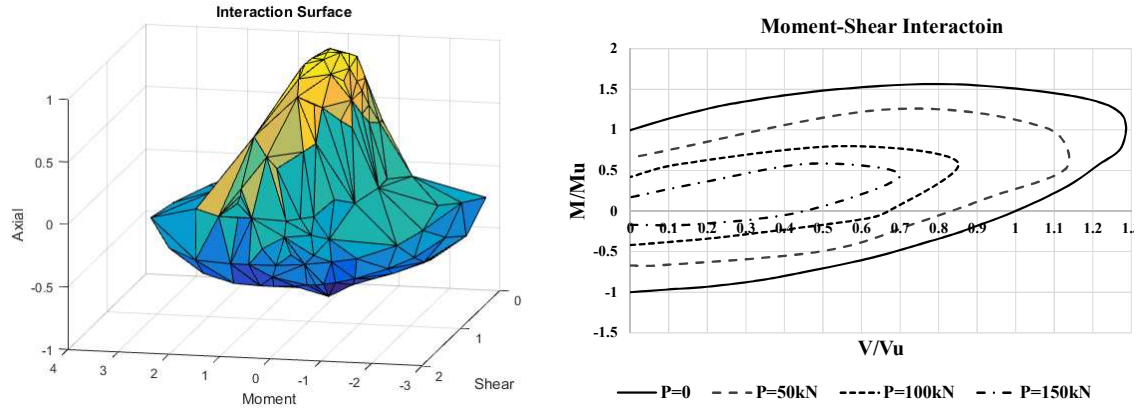 Interaction Surface
1
0.5
0
-0.5
-1
Axial
4
3
2
1
0
-1
-2
-3
Moment
2
1
0
Shear
Moment-Shear Interactoin
2
1.5
1
0.5
0
-0.5
-1
-1.5
M/Mu
0 0.1 0.2 0.3 0.4 0.5 0.6 0.7 0.8 0.9 1 1.1 1.2
V/Vu
P=0 P=50kN P=100kN P=150kN